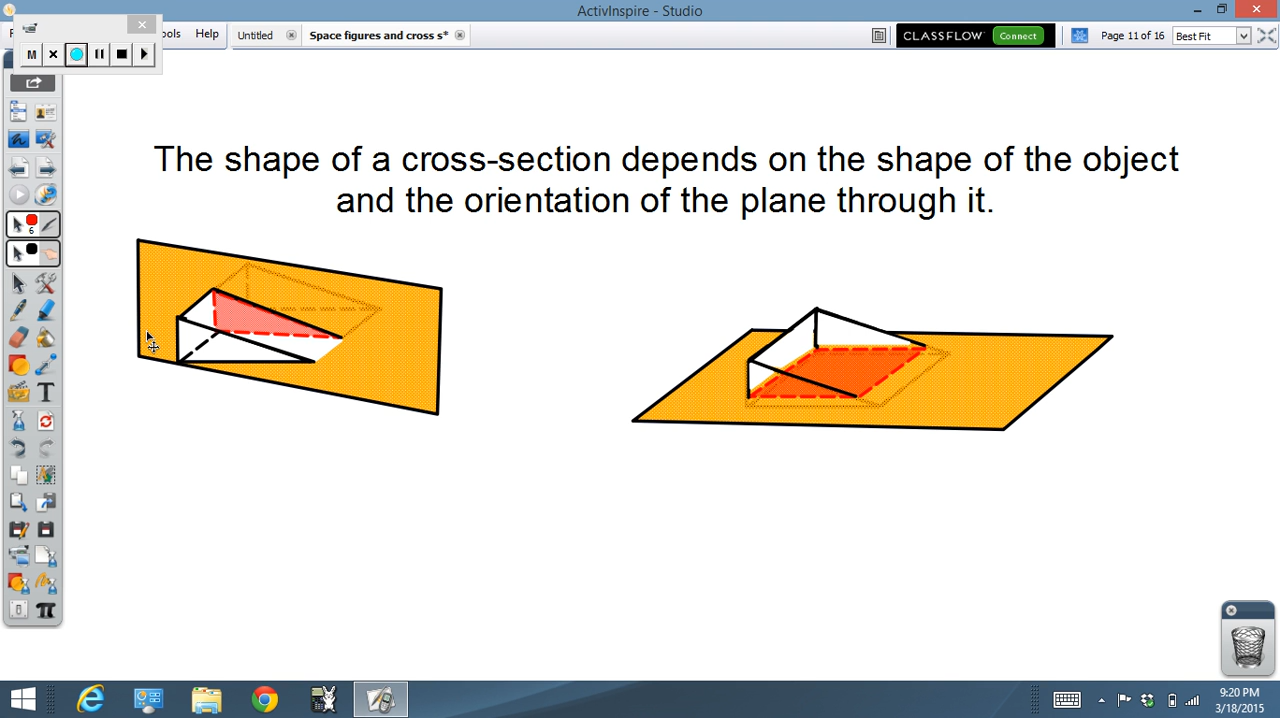 ActivInspire - Studio
ools Help Untitled Space figures and cross s* CLASSFLOW Connect Page 11 of 16 Best Fit
M
6
T
The shape of a cross-section depends on the shape of the object
and the orientation of the plane through it.
9:20 PM
3/18/2015